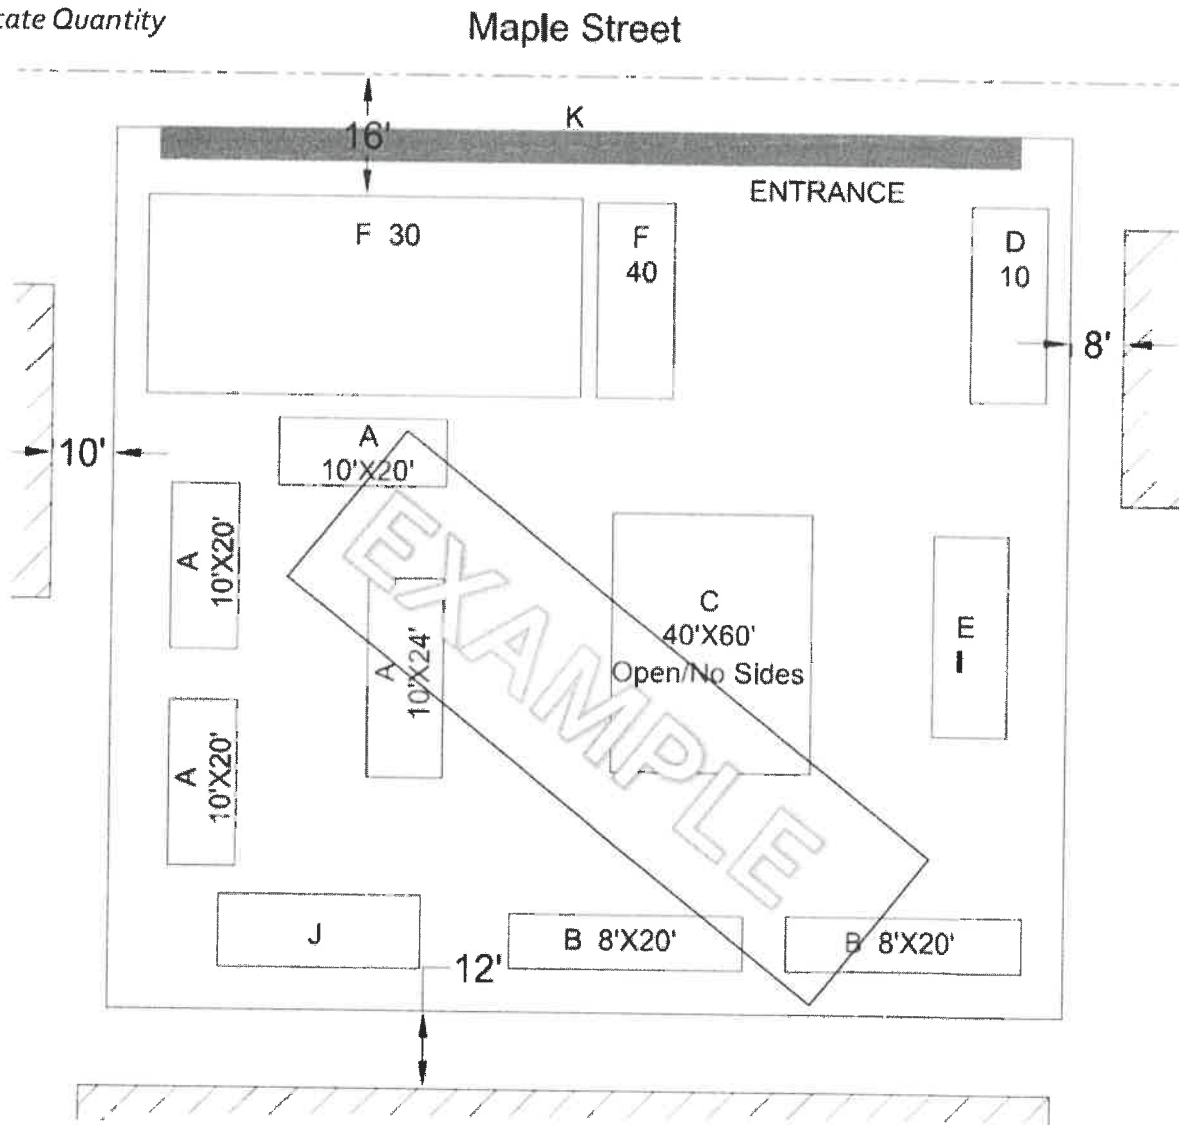 Quantity
Maple Street
K
16'
ENTRANCE
F 30
F
40
D
10
8'
10'
A
10'X20'
A
10'X20'
EXAMPLE
C
40'X60'
Open/No Sides
E
I
A
10'X24'
A
10'X20'
J
B 8'X20'
B 8'X20'
12'